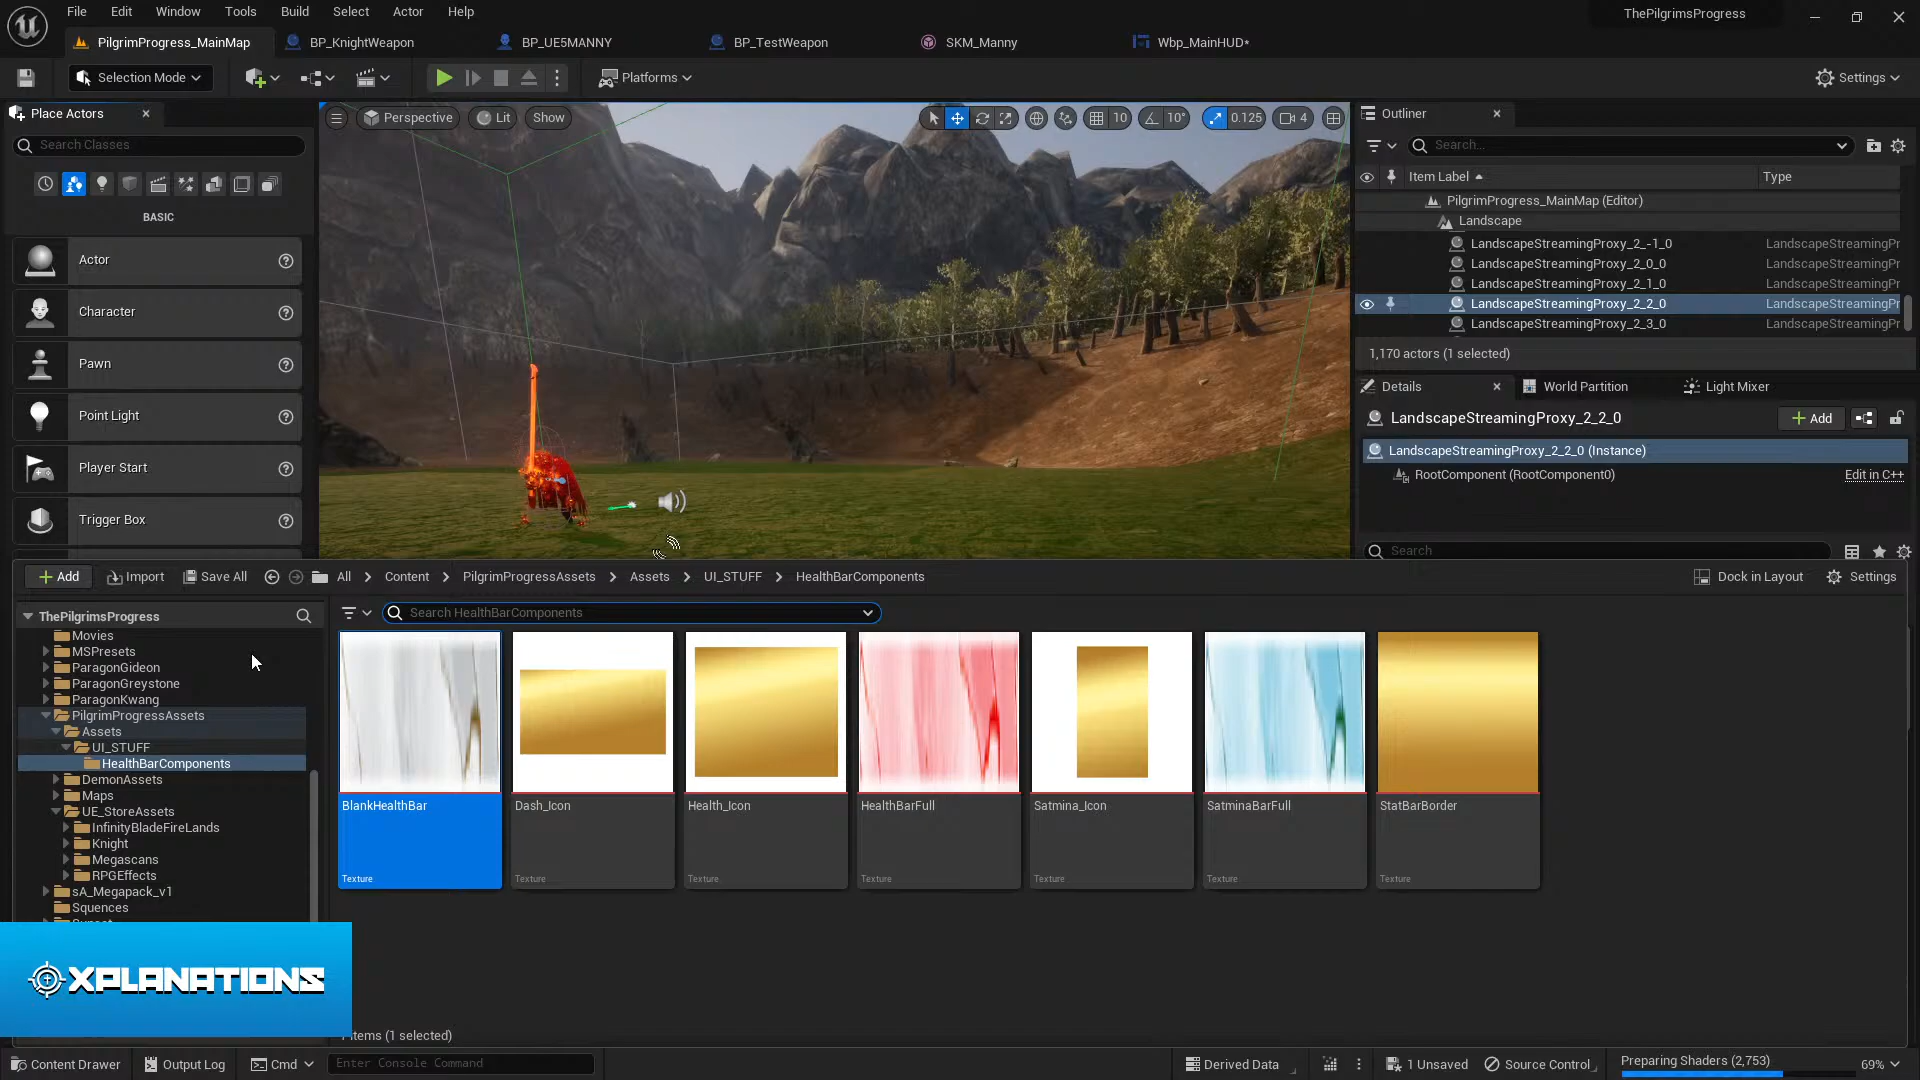 File Edit Window Tools Build Select Actor Help
ThePilgrimsProgress
PilgrimProgress_MainMap
BP_KnightWeapon
BP_UE5MANNY
BP_TestWeapon
SKM_Manny
Wbp_MainHUD*
Selection Mode
Platforms
Settings
Place Actors
Search Classes
BASIC
Actor
Character
Pawn
Point Light
Player Start
Trigger Box
Perspective
Lit
Show
10
10°
0.125
4
Outliner
Search...
Item Label
Type
PilgrimProgress_MainMap (Editor)
Landscape
LandscapeStreamingProxy_2_-1_0 LandscapeStreamingPr
LandscapeStreamingProxy_2_0_0 LandscapeStreamingPr
LandscapeStreamingProxy_2_1_0 LandscapeStreamingPr
LandscapeStreamingProxy_2_2_0 LandscapeStreamingPr
LandscapeStreamingProxy_2_3_0 LandscapeStreamingPr
1,170 actors (1 selected)
Details
World Partition
Light Mixer
LandscapeStreamingProxy_2_2_0
Add
LandscapeStreamingProxy_2_2_0 (Instance)
RootComponent (RootComponent0)
Edit in C++
Search
Add
Import
Save All
All
Content
PilgrimProgressAssets
Assets
UI_STUFF
HealthBarComponents
Dock in Layout
Settings
ThePilgrimsProgress
Movies
MSPresets
ParagonGideon
ParagonGreystone
ParagonKwang
PilgrimProgressAssets
Assets
UI_STUFF
HealthBarComponents
DemonAssets
Maps
UE_StoreAssets
InfinityBladeFireLands
Knight
Megascans
RPGEffects
sA_Megapack_v1
Squences
Search HealthBarComponents
BlankHealthBar
Texture
Dash_Icon
Texture
Health_Icon
Texture
HealthBarFull
Texture
Satmina_Icon
Texture
SatminaBarFull
Texture
StatBarBorder
Texture
items (1 selected)
XPLANATIONS
Content Drawer
Output Log
Cmd
Enter Console Command
Derived Data
1 Unsaved
Source Control
Preparing Shaders (2,753)
69%